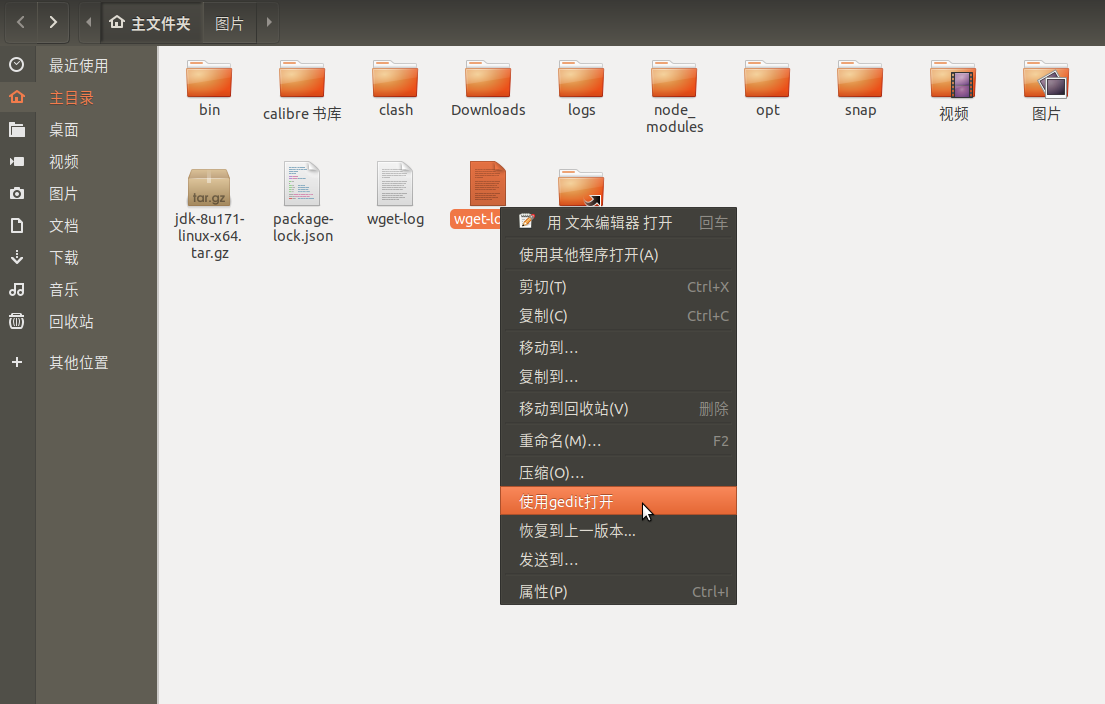 主文件夹
图片
最近使用
主目录
桌面
视频
图片
文档
下载
音乐
回收站
其他位置
bin
calibre 书库
clash
Downloads
logs
node_
modules
opt
snap
视频
图片
tar.gz
jdk-8u171-
linux-x64.
tar.gz
package-
lock.json
wget-log
用 文本编辑器 打开 回车
使用其他程序打开(A)
剪切(T) Ctrl+X
复制(C) Ctrl+C
移动到…
复制到…
移动到回收站(V) 删除
重命名(M)… F2
压缩(O)…
使用gedit打开
恢复到上一版本...
发送到…
属性(P) Ctrl+I